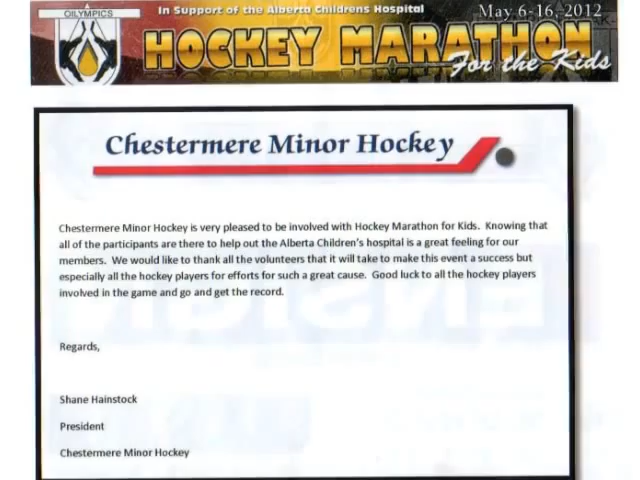 OILYMPICS
In Support of the Alberta Childrens Hospital
May 6-16, 2012
HOCKEY MARATHON
For the Kids
Chestermere Minor Hockey
Chestermere Minor Hockey is very pleased to be involved with Hockey Marathon for Kids. Knowing that
all of the participants are there to help out the Alberta Children's hospital is a great feeling for our
members. We would like to thank all the volunteers that it will take to make this event a success but
especially all the hockey players for efforts for such a great cause. Good luck to all the hockey players
involved in the game and go and get the record.
Regards,
Shane Hainstock
President
Chestermere Minor Hockey